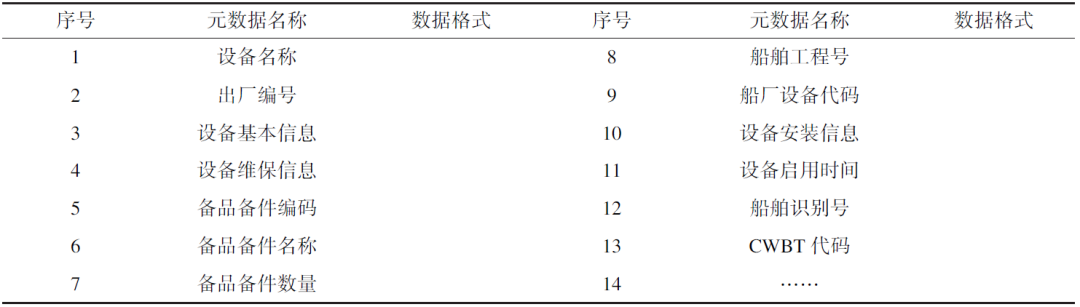 序号 元数据名称 数据格式 序号 元数据名称 数据格式
1 设备名称 8 船舶工程号
2 出厂编号 9 船厂设备代码
3 设备基本信息 10 设备安装信息
4 设备维保信息 11 设备启用时间
5 备品备件编码 12 船舶识别号
6 备品备件名称 13 CWBT 代码
7 备品备件数量 14 ……